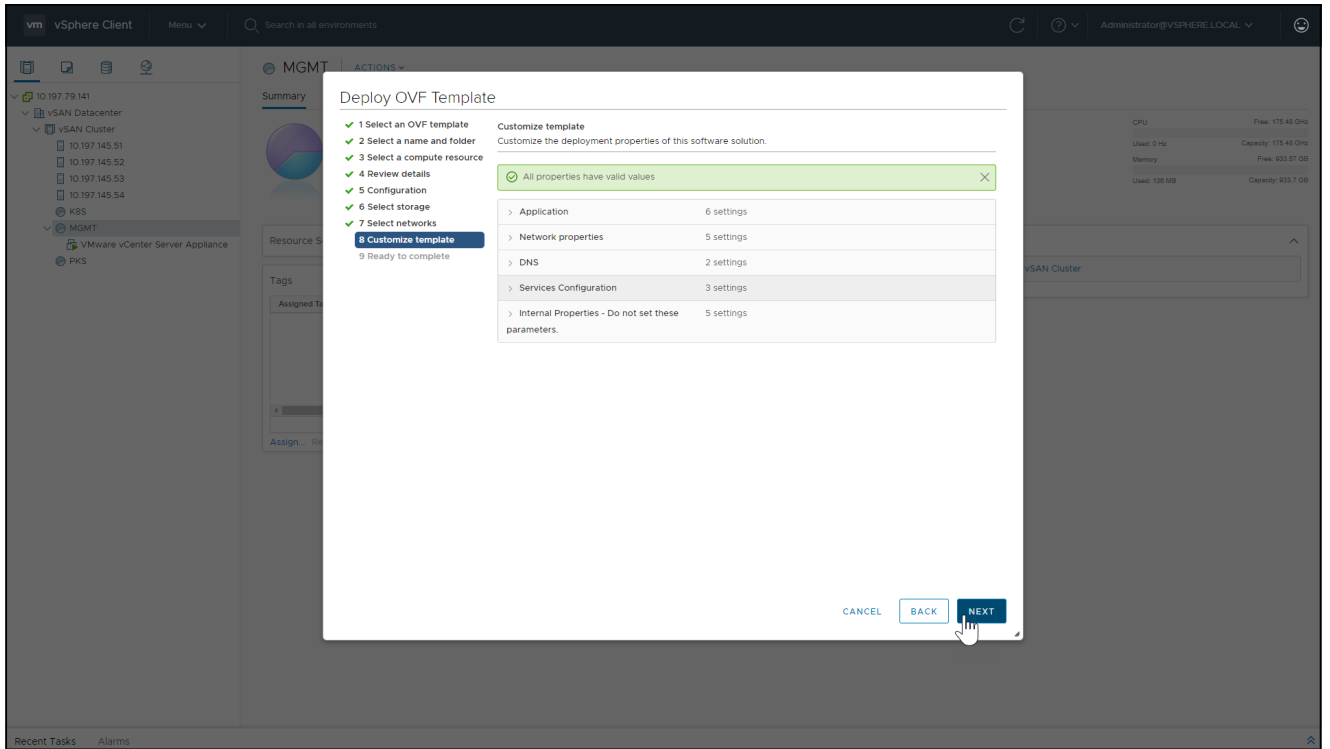 vm vSphere Client Menu Search in all environments Administrator@VSPHERE.LOCAL
10.197.79.141
vSAN Datacenter
vSAN Cluster
10.197.145.51
10.197.145.52
10.197.145.53
10.197.145.54
K8S
MGMT
VMware vCenter Server Appliance
PKS
MGMT ACTIONS
Summary
Resource S
Tags
Assigned Ta
Assign... Re
Deploy OVF Template
1 Select an OVF template
2 Select a name and folder
3 Select a compute resource
4 Review details
5 Configuration
6 Select storage
7 Select networks
8 Customize template
9 Ready to complete
Customize template
Customize the deployment properties of this software solution.
All properties have valid values
Application 6 settings
Network properties 5 settings
DNS 2 settings
Services Configuration 3 settings
Internal Properties - Do not set these 5 settings
parameters.
CANCEL BACK NEXT
CPU Free: 175.48 GHz
Used: 0 Hz Capacity: 175.48 GHz
Memory Free: 933.57 GB
Used: 136 MB Capacity: 933.7 GB
vSAN Cluster
Recent Tasks Alarms